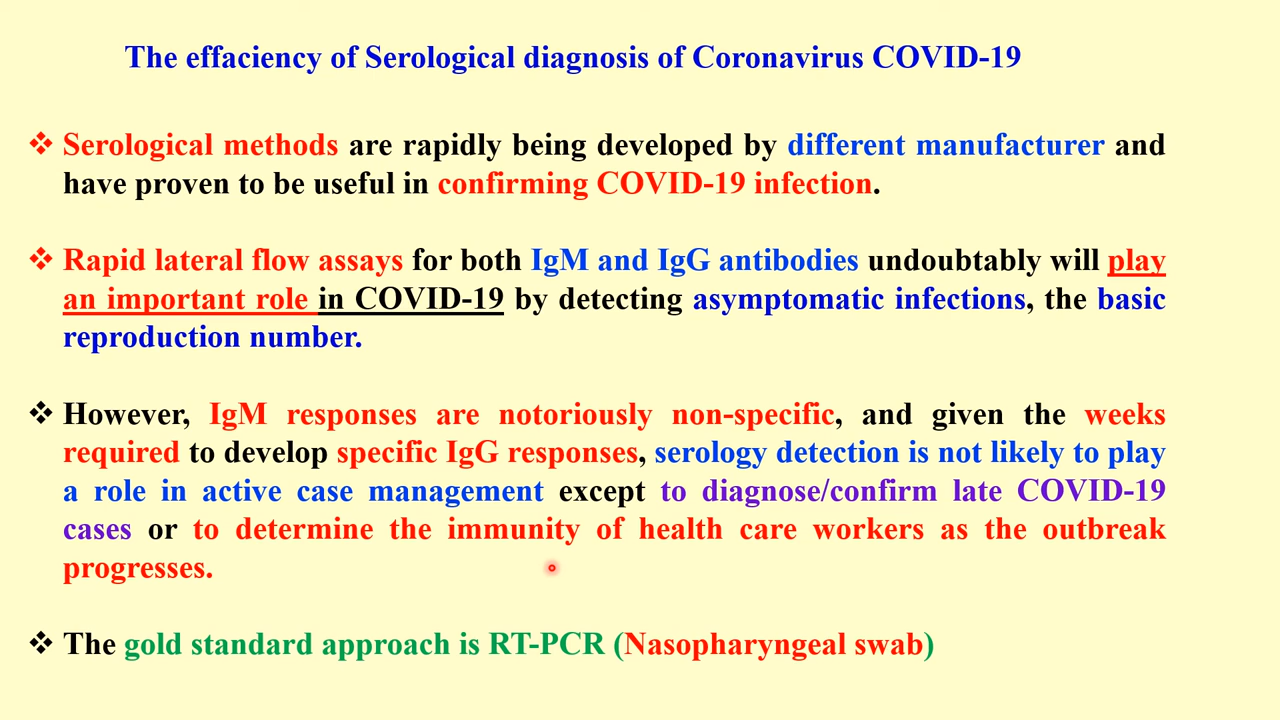 The effaciency of Serological diagnosis of Coronavirus COVID-19
❖ Serological methods are rapidly being developed by different manufacturer and
have proven to be useful in confirming COVID-19 infection.
❖ Rapid lateral flow assays for both IgM and IgG antibodies undoubtably will play
an important role in COVID-19 by detecting asymptomatic infections, the basic
reproduction number.
❖ However, IgM responses are notoriously non-specific, and given the weeks
required to develop specific IgG responses, serology detection is not likely to play
a role in active case management except to diagnose/confirm late COVID-19
cases or to determine the immunity of health care workers as the outbreak
progresses.
❖ The gold standard approach is RT-PCR (Nasopharyngeal swab)